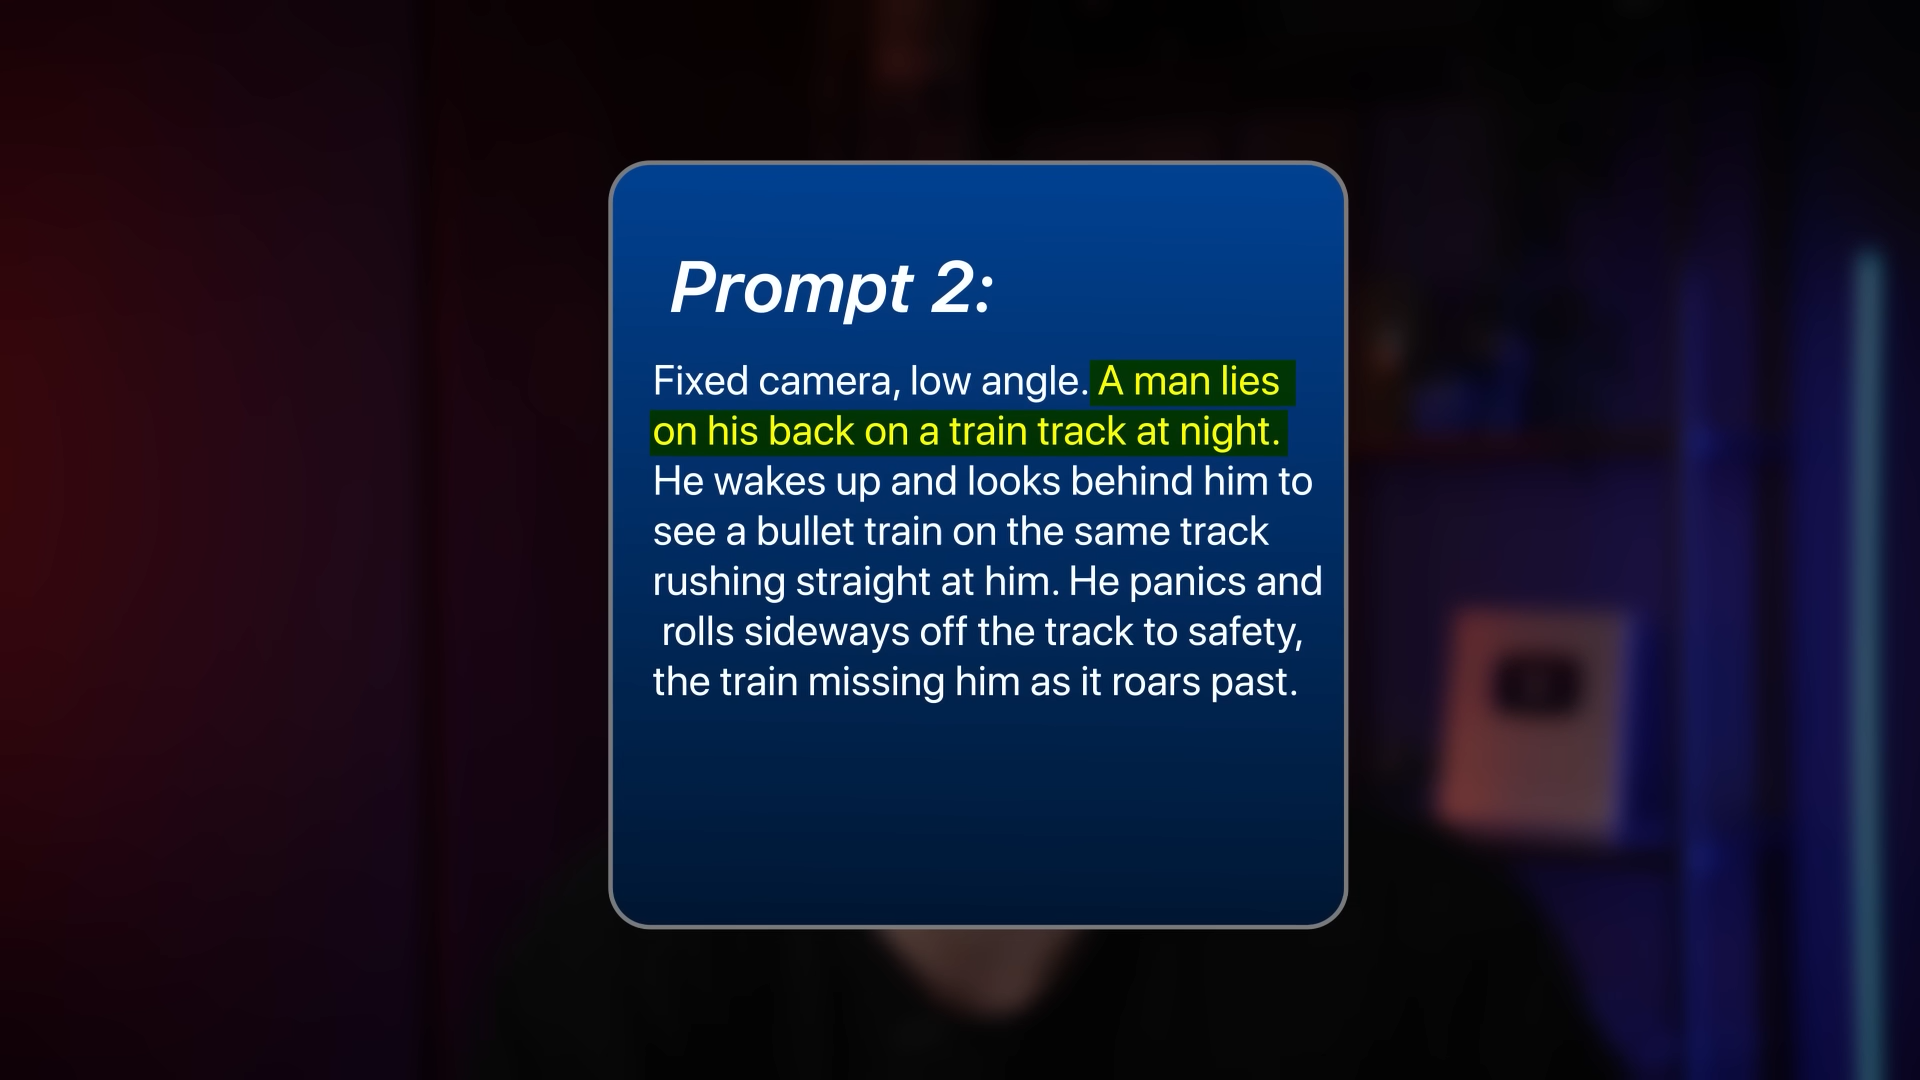 Prompt 2:
Fixed camera, low angle. A man lies
on his back on a train track at night.
He wakes up and looks behind him to
see a bullet train on the same track
rushing straight at him. He panics and
rolls sideways off the track to safety,
the train missing him as it roars past.